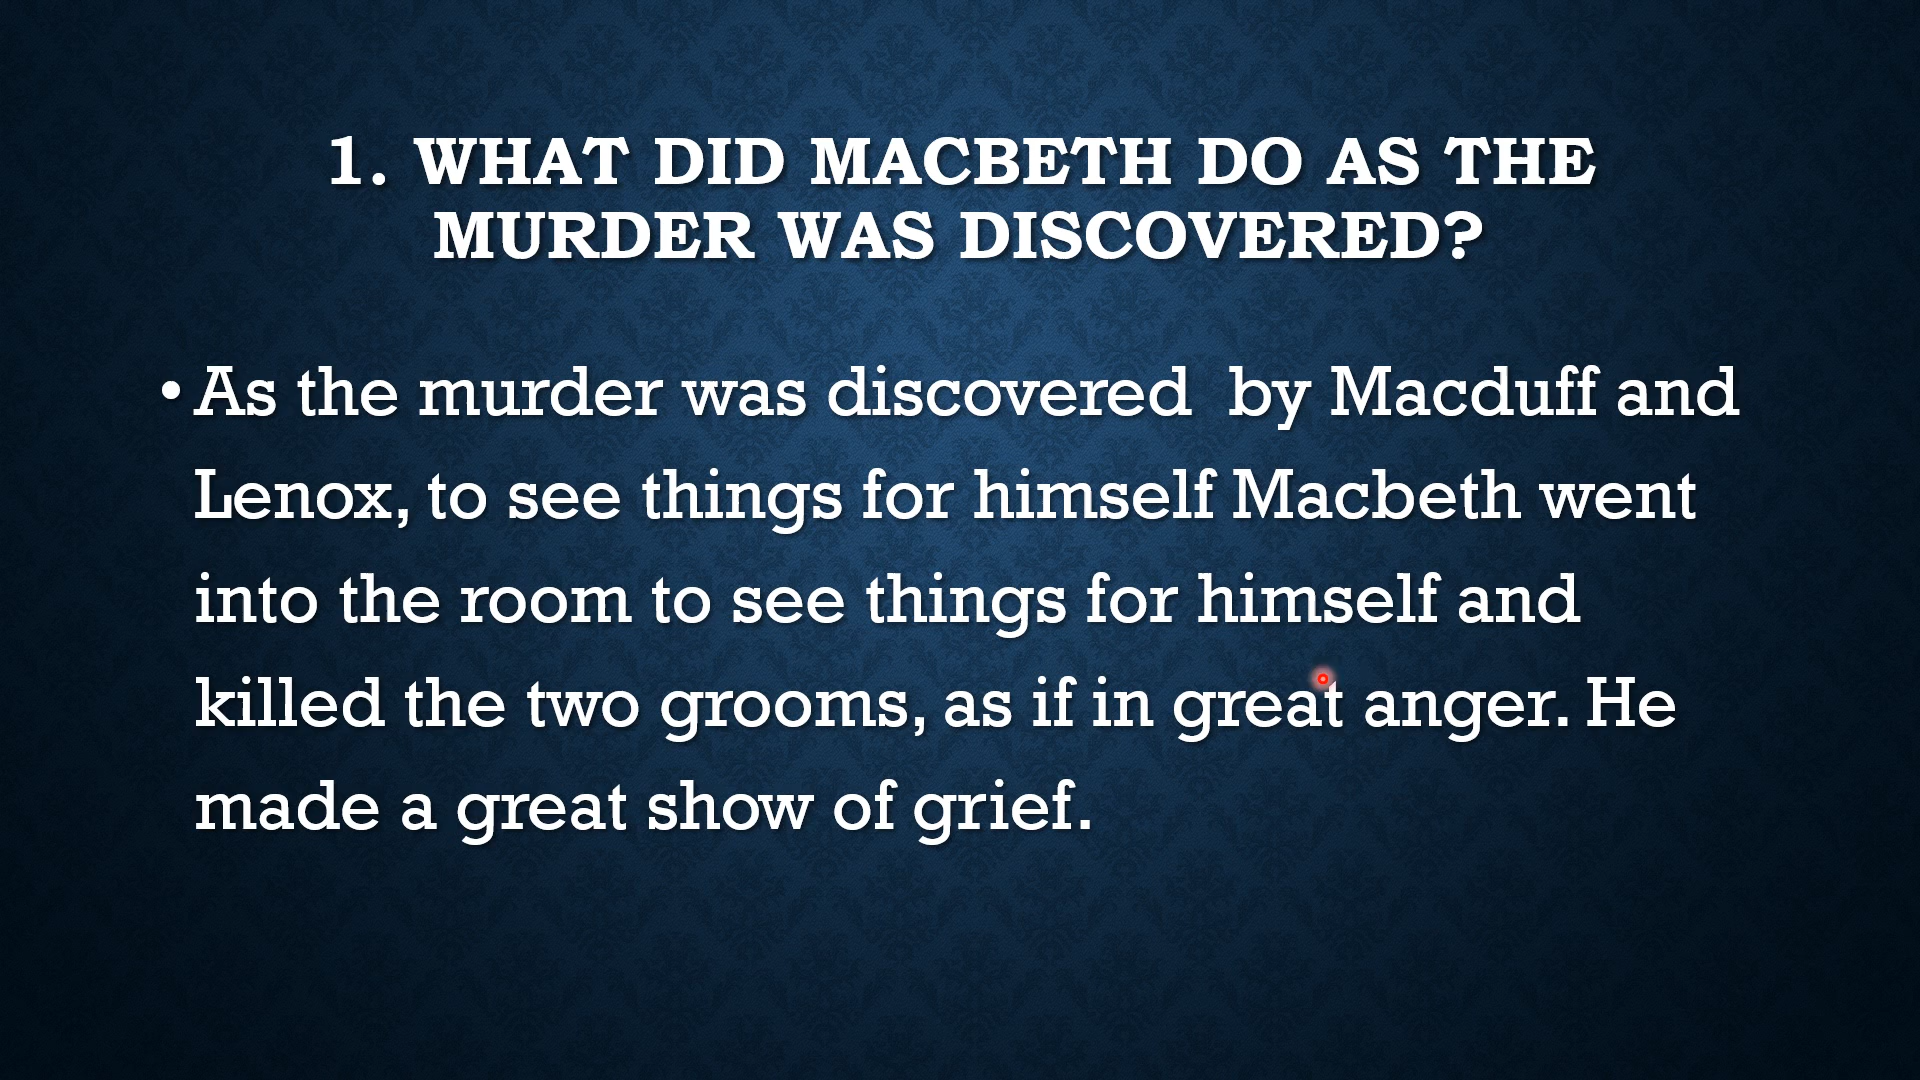 1. WHAT DID MACBETH DO AS THE
MURDER WAS DISCOVERED?
• As the murder was discovered  by Macduff and
Lenox, to see things for himself Macbeth went
into the room to see things for himself and
killed the two grooms, as if in great anger. He
made a great show of grief.